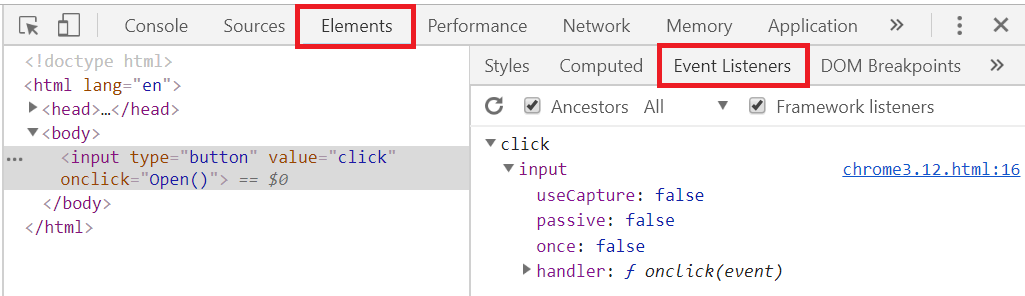 Console Sources Elements Performance Network Memory Application »
<!doctype html>
<html lang="en">
<head>…</head>
<body>
<input type="button" value="click"
onclick="Open()"> == $0
</body>
</html>
Styles Computed Event Listeners DOM Breakpoints »
Ancestors All Framework listeners
click
input chrome3.12.html:16
useCapture: false
passive: false
once: false
handler: ƒ onclick(event)